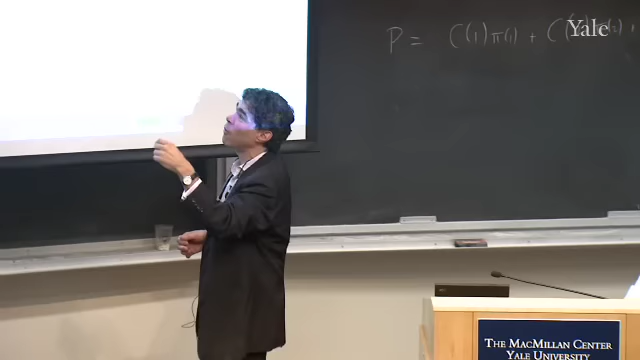 Yale
P = C(1)π(1) +
THE MACMILLAN CENTER
YALE UNIVERSITY